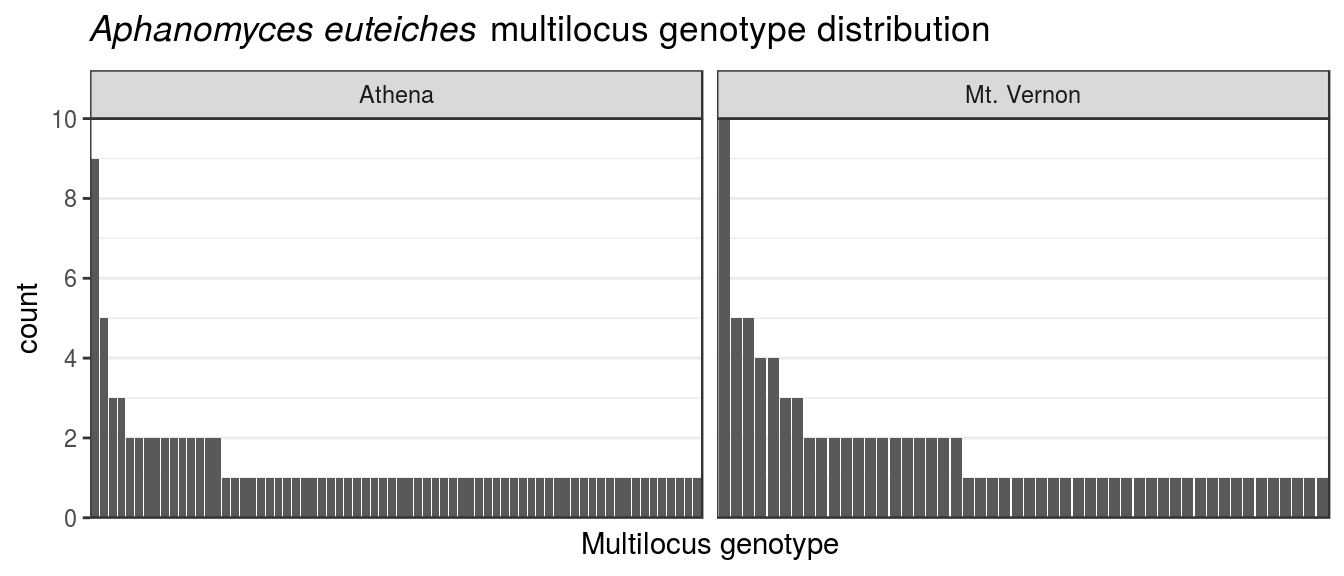 Aphanomyces euteiches multilocus genotype distribution
Athena
Mt. Vernon
10
8
6
4
2
0
count
Multilocus genotype